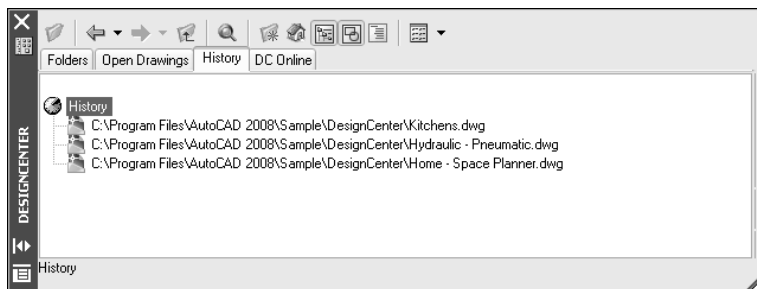 Folders Open Drawings History DC Online
History
C:\Program Files\AutoCAD 2008\Sample\DesignCenter\Kitchens.dwg
C:\Program Files\AutoCAD 2008\Sample\DesignCenter\Hydraulic - Pneumatic.dwg
C:\Program Files\AutoCAD 2008\Sample\DesignCenter\Home - Space Planner.dwg
DESIGNCENTER
History